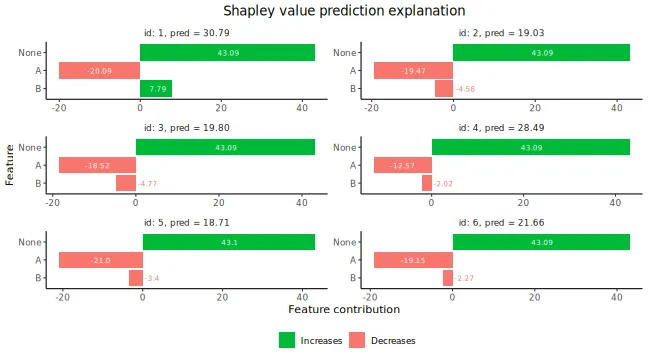 Shapley value prediction explanation
id: 1, pred = 30.79
None
43.09
A
-20.09
B
7.79
-20 0 20 40
id: 2, pred = 19.03
None
43.09
A
-19.47
B
-4.58
-20 0 20 40
Feature
id: 3, pred = 19.80
None
43.09
A
-18.52
B
-4.77
-20 0 20 40
id: 4, pred = 28.49
None
43.09
A
-12.57
B
-2.02
0 20 40
id: 5, pred = 18.71
None
43.1
A
-21.0
B
-3.4
-20 0 20 40
id: 6, pred = 21.66
None
43.09
A
-19.15
B
-2.27
-20 0 20 40
Feature contribution
Increases Decreases